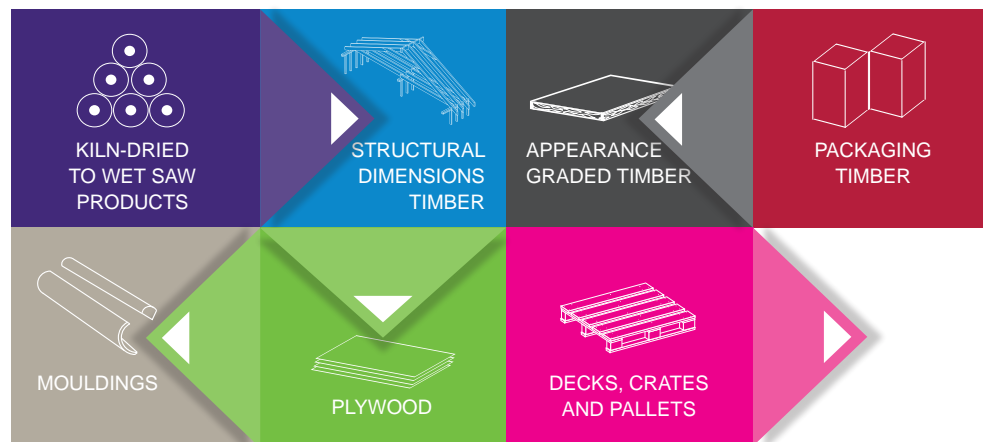 KILN-DRIED
TO WET SAW
PRODUCTS
STRUCTURAL
DIMENSIONS
TIMBER
APPEARANCE
GRADED TIMBER
PACKAGING
TIMBER
MOULDINGS
PLYWOOD
DECKS, CRATES
AND PALLETS